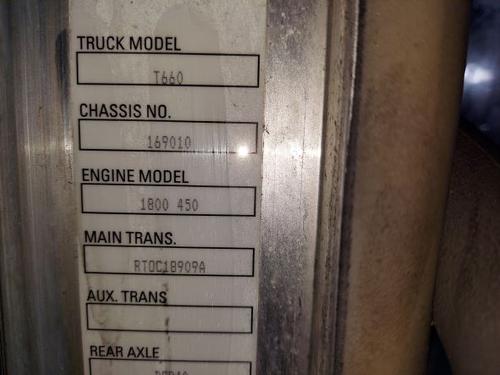 TRUCK MODEL
T660
CHASSIS NO.
169010
ENGINE MODEL
1800 450
MAIN TRANS.
RTOC18909A
AUX. TRANS
REAR AXLE